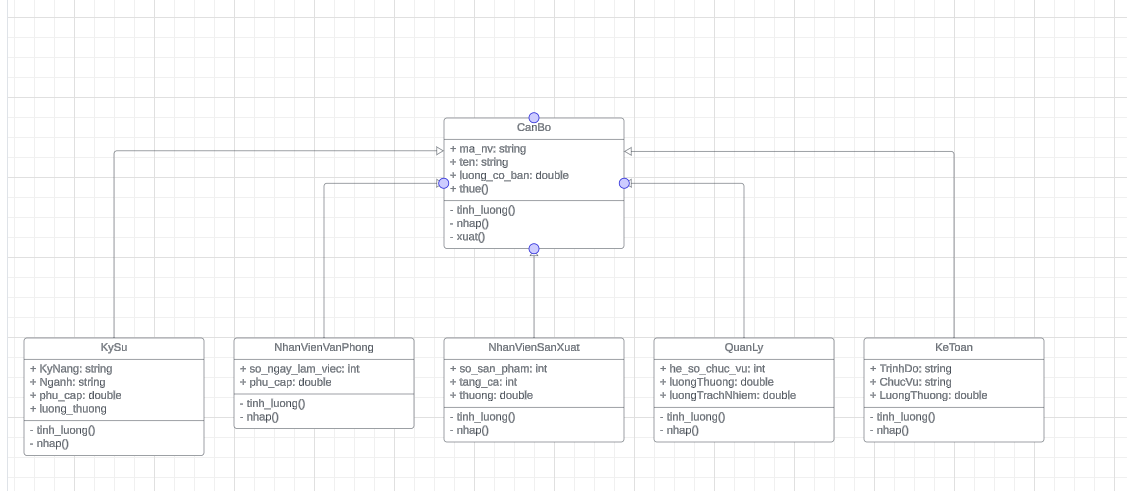 CanBo
+ ma_nv: string
+ ten: string
+ luong_co_ban: double
+ thue()
- tinh_luong()
- nhap()
- xuat()
KySu
+ KyNang: string
+ Nganh: string
+ phu_cap: double
+ luong_thuong
- tinh_luong()
- nhap()
NhanVienVanPhong
+ so_ngay_lam_viec: int
+ phu_cap: double
- tinh_luong()
- nhap()
NhanVienSanXuat
+ so_san_pham: int
+ tang_ca: int
+ thuong: double
- tinh_luong()
- nhap()
QuanLy
+ he_so_chuc_vu: int
+ luongThuong: double
+ luongTrachNhiem: double
- tinh_luong()
- nhap()
KeToan
+ TrinhDo: string
+ ChucVu: string
+ LuongThuong: double
- tinh_luong()
- nhap()